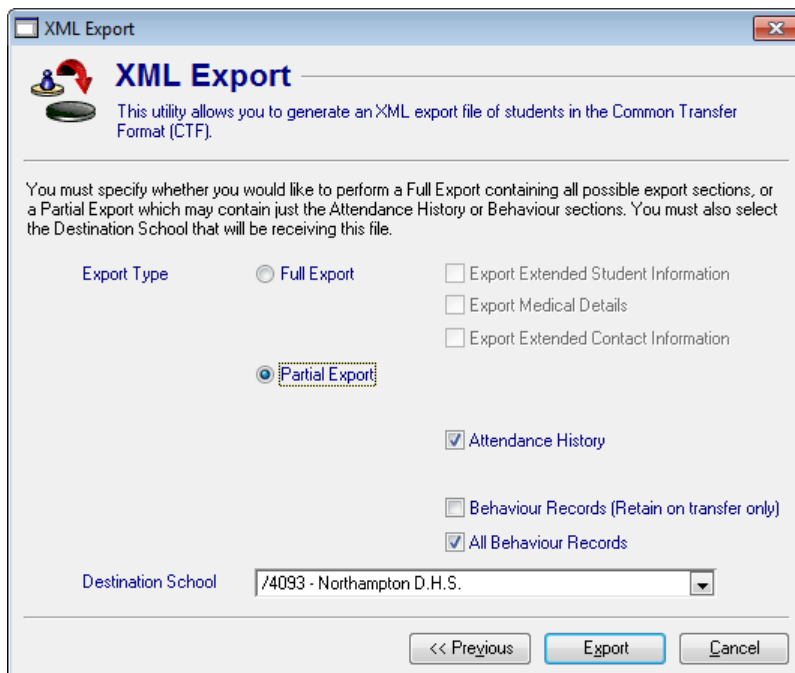 XML Export
XML Export
This utility allows you to generate an XML export file of students in the Common Transfer
Format (CTF).
You must specify whether you would like to perform a Full Export containing all possible export sections, or
a Partial Export which may contain just the Attendance History or Behaviour sections. You must also select
the Destination School that will be receiving this file.
Export Type Full Export Export Extended Student Information
Export Medical Details
Export Extended Contact Information
Partial Export
Attendance History
Behaviour Records (Retain on transfer only)
All Behaviour Records
Destination School /4093 - Northampton D.H.S.
<< Previous Export Cancel